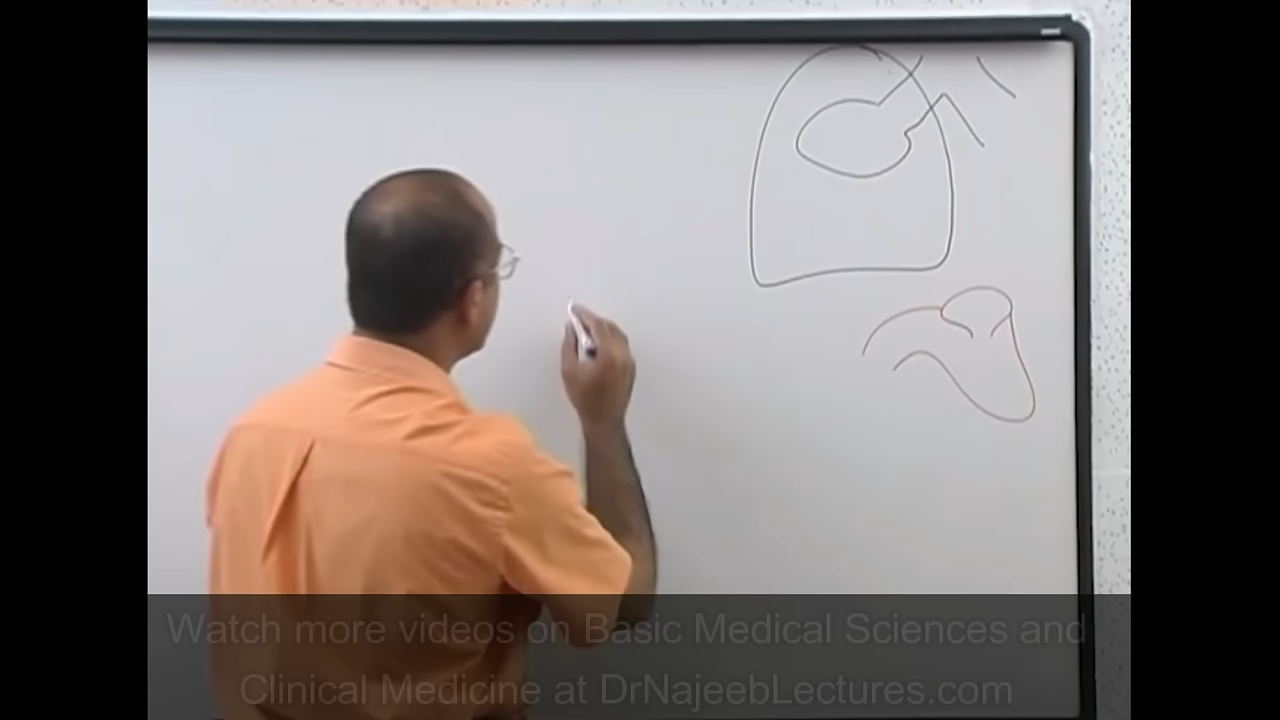 Watch more videos on Basic Medical Sciences and
Clinical Medicine at DrNajeebLectures.com